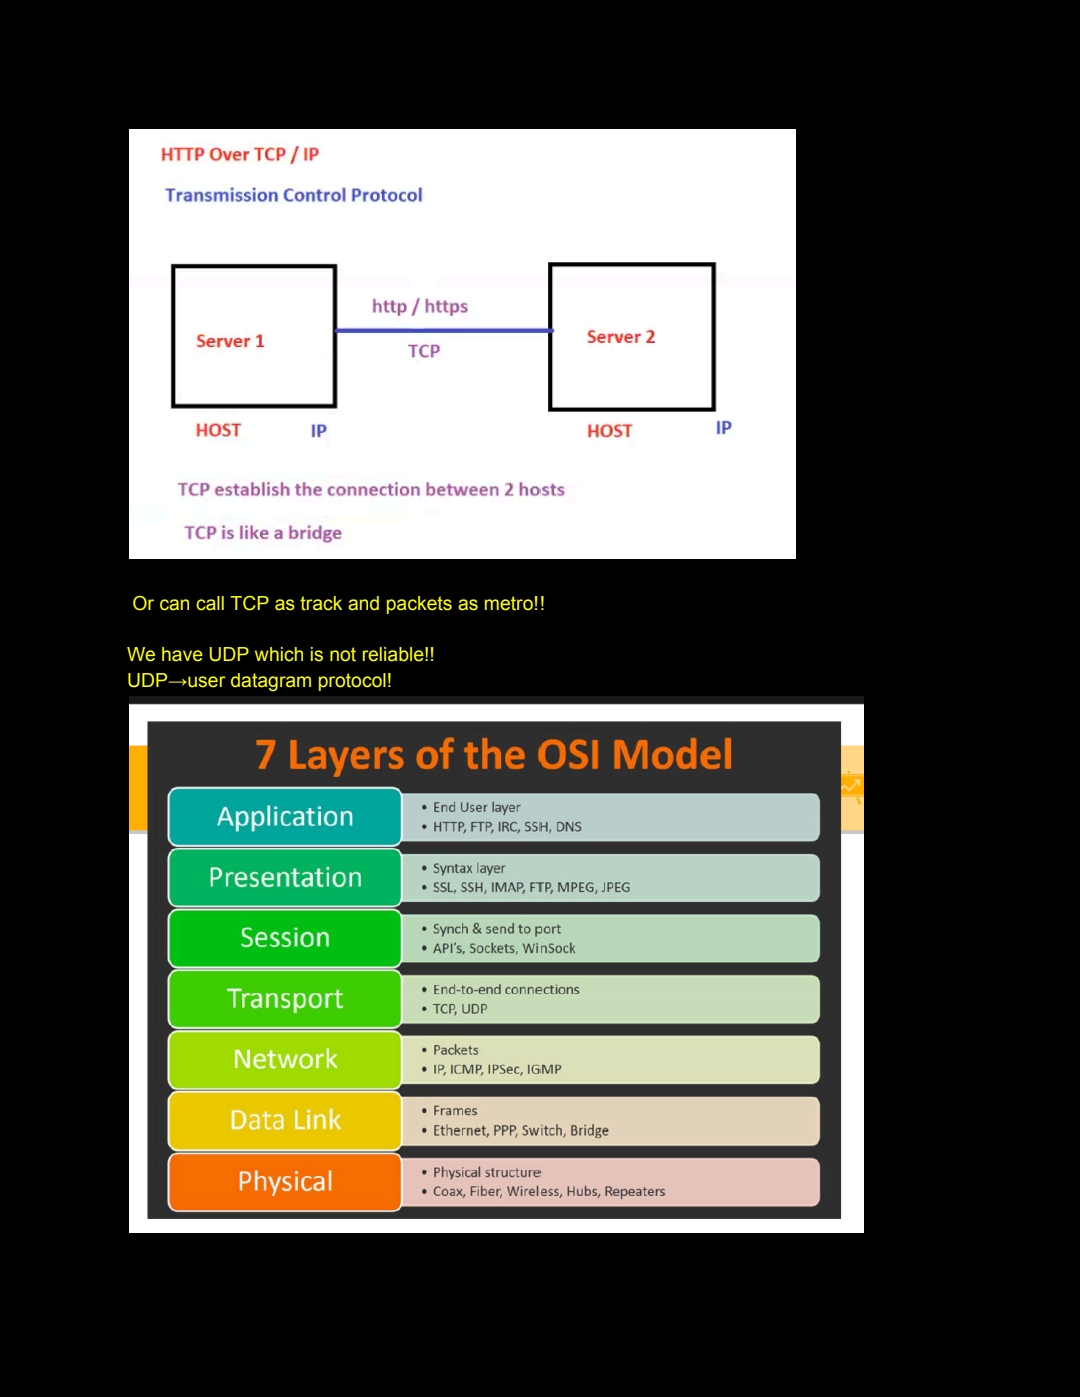 HTTP Over TCP / IP
Transmission Control Protocol
http / https
Server 1
Server 2
TCP
HOST
IP
HOST
IP
TCP establish the connection between 2 hosts
TCP is like a bridge
Or can call TCP as track and packets as metro!!
We have UDP which is not reliable!!
UDP→user datagram protocol!
7 Layers of the OSI Model
Application
• End User layer
• HTTP, FTP, IRC, SSH, DNS
Presentation
• Syntax layer
• SSL, SSH, IMAP, FTP, MPEG, JPEG
Session
• Synch & send to port
• API's, Sockets, WinSock
Transport
• End-to-end connections
• TCP, UDP
Network
• Packets
• IP, ICMP, IPSec, IGMP
Data Link
• Frames
• Ethernet, PPP, Switch, Bridge
Physical
• Physical structure
• Coax, Fiber, Wireless, Hubs, Repeaters